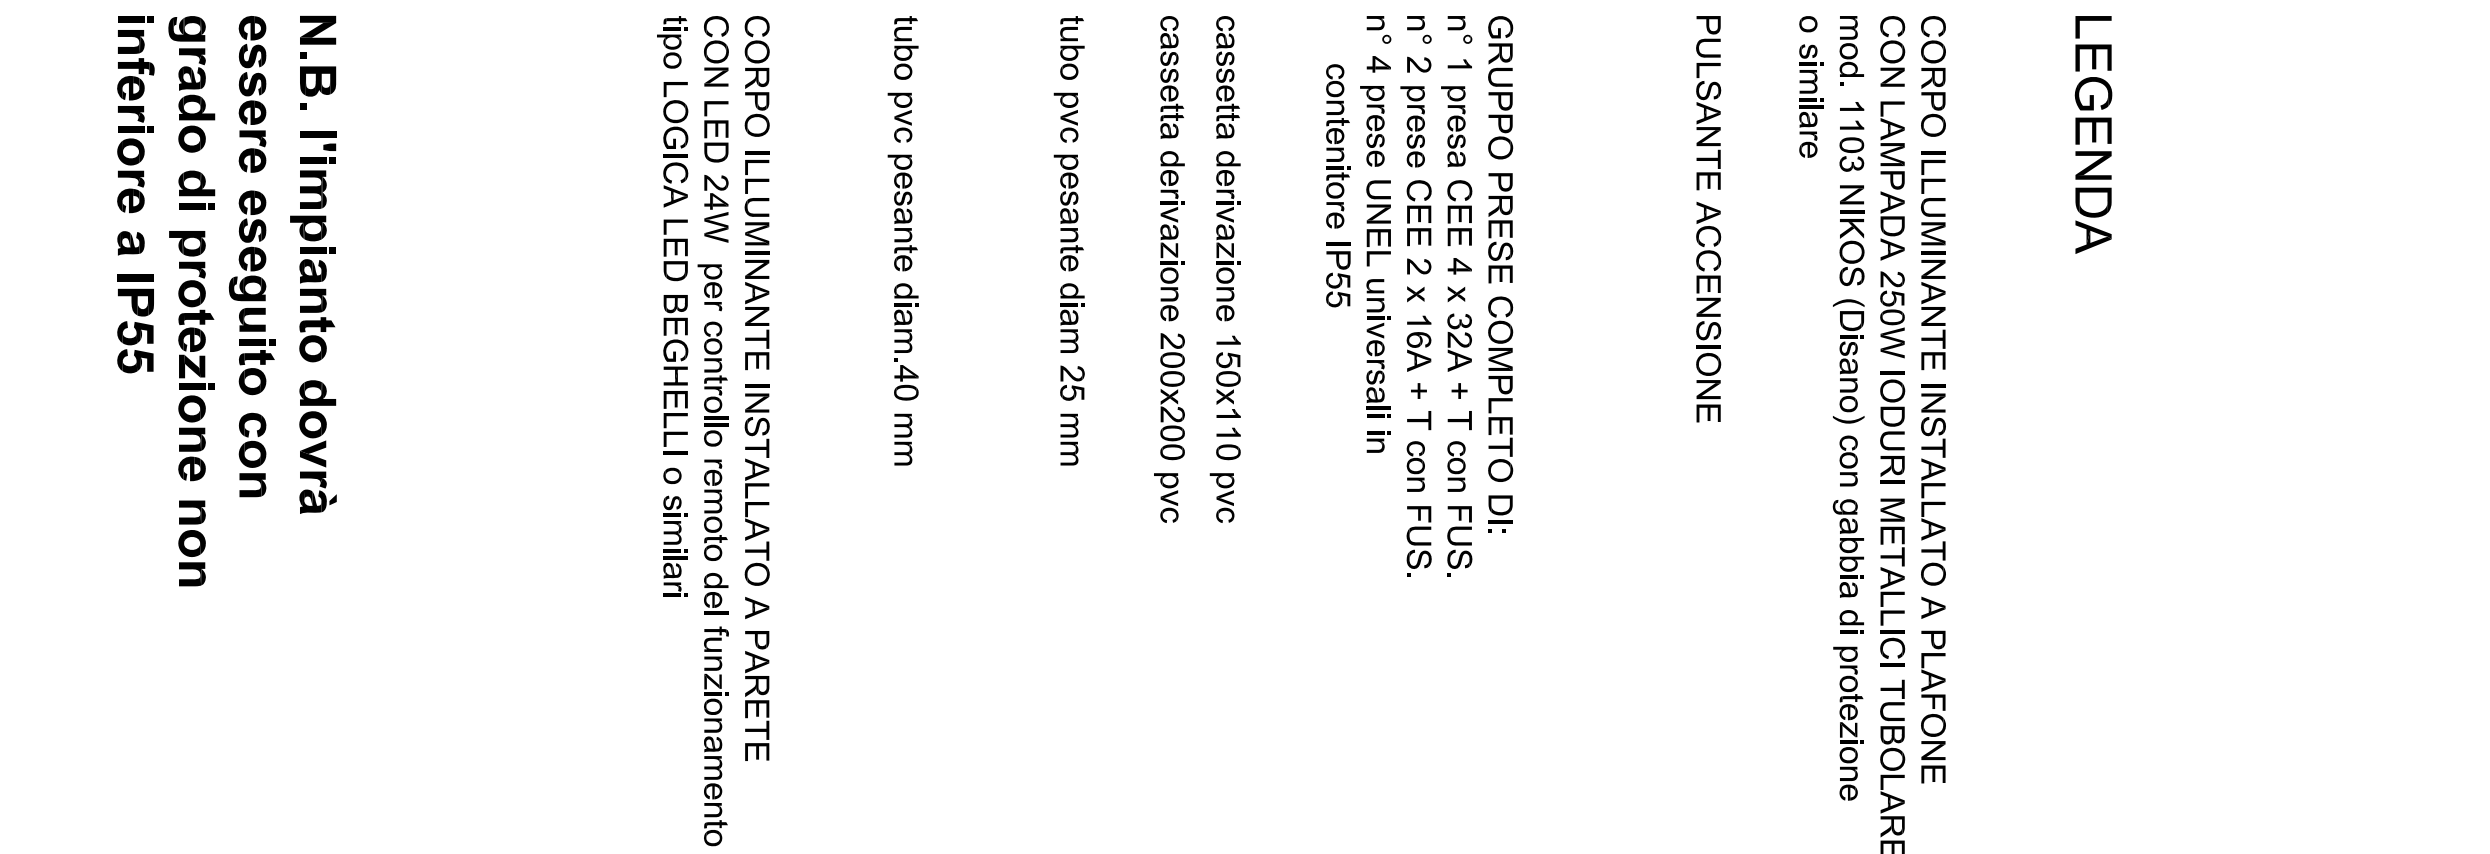 LEGENDA
CORPO ILLUMINANTE INSTALLATO A PLAFONE
CON LAMPADA 250W IODURI METALLICI TUBOLARE
mod. 1103 NIKOS (Disano) con gabbia di protezione
o similare
PULSANTE ACCENSIONE
GRUPPO PRESE COMPLETO DI:
n° 1 presa CEE 4 x 32A + T con FUS.
n° 2 prese CEE 2 x 16A + T con FUS.
n° 4 prese UNEL universali in
contenitore IP55
cassetta derivazione 150x110 pvc
cassetta derivazione 200x200 pvc
tubo pvc pesante diam 25 mm
tubo pvc pesante diam.40 mm
CORPO ILLUMINANTE INSTALLATO A PARETE
CON LED 24W per controllo remoto del funzionamento
tipo LOGICA LED BEGHELLI o similari
N.B. l'impianto dovrà
essere eseguito con
grado di protezione non
inferiore a IP55